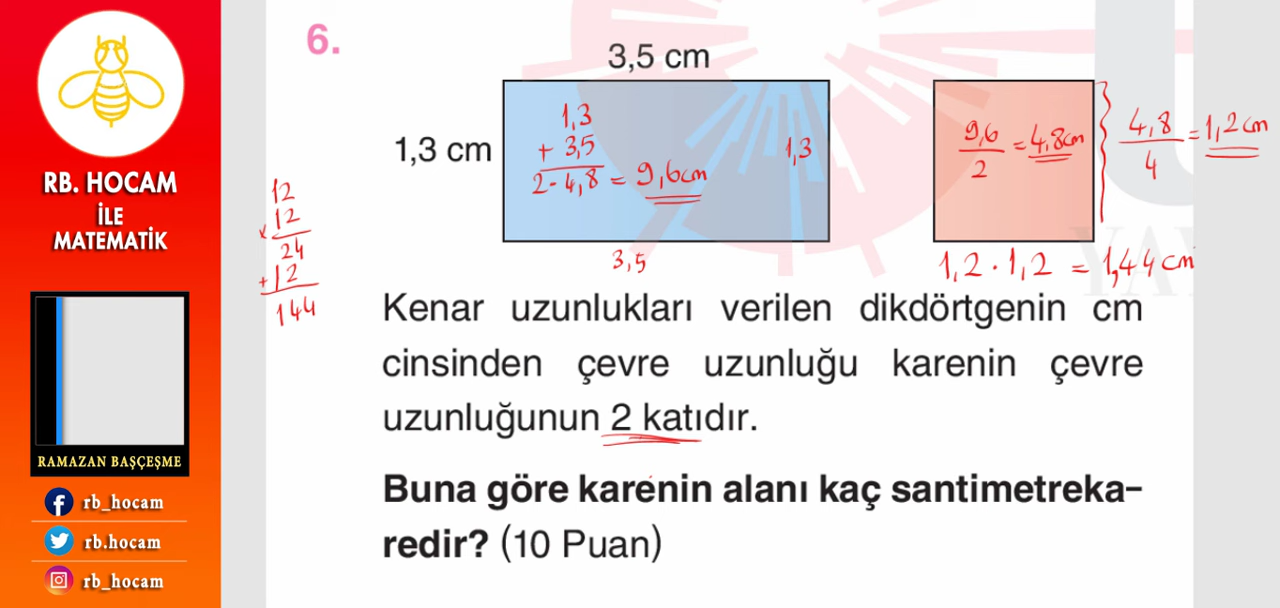 RB. HOCAM
İLE
MATEMATİK
RAMAZAN BAŞÇEŞME
rb_hocam
rb.hocam
rb_hocam
6.
3,5 cm
1,3 cm
1,3
+ 3,5
2 - 4,8 = 9,6cm
1,3
3,5
9,6
2
= 4,8cm
4,8
4
= 1,2cm
1,2 . 1,2 = 1,44cm
12
x 12
24
+12
144
Kenar uzunlukları verilen dikdörtgenin cm
cinsinden çevre uzunluğu karenin çevre
uzunluğunun 2 katıdır.
Buna göre karenin alanı kaç santimetreka-
redir? (10 Puan)